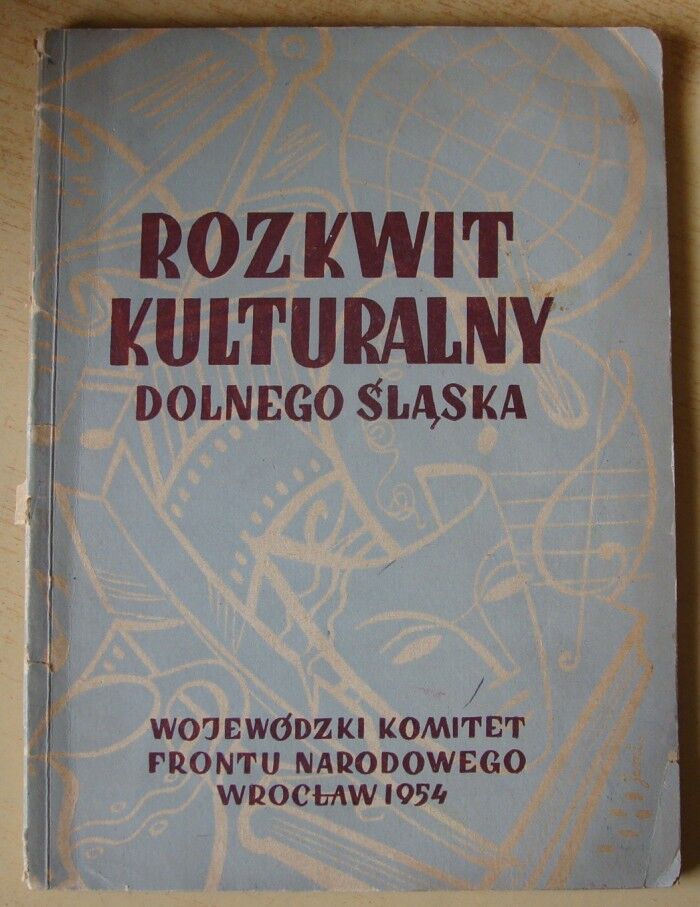 ROZKWIT
KULTURALNY
DOLNEGO ŚLĄSKA
WOJEWÓDZKI KOMITET
FRONTU NARODOWEGO
WROCŁAW 1954